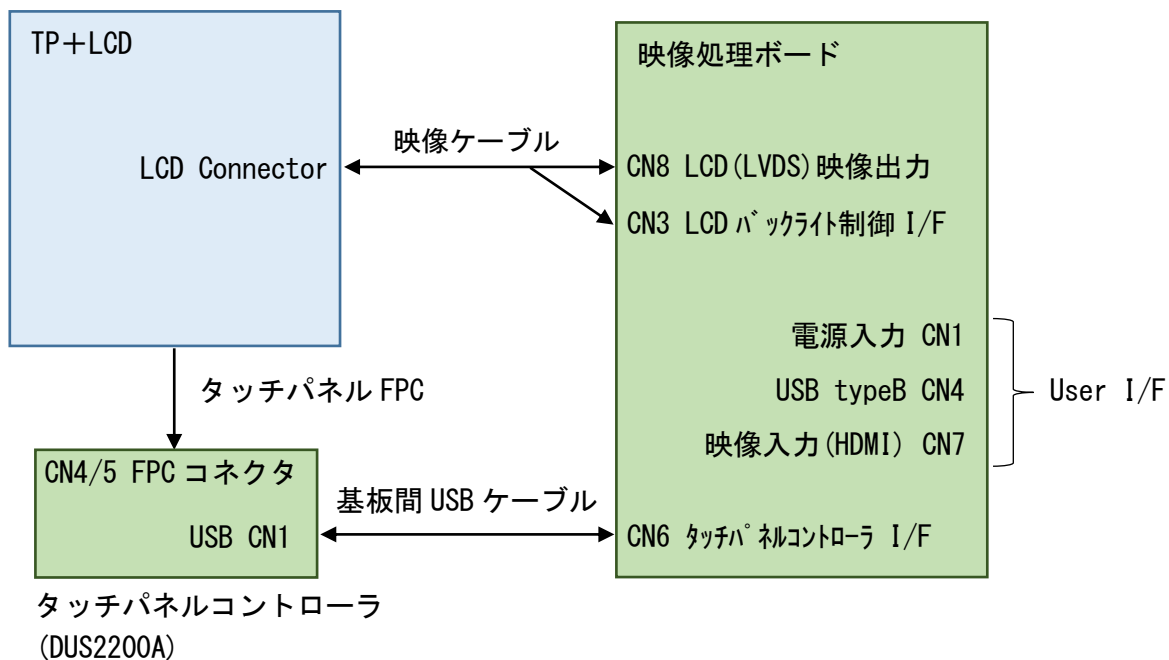 TP+LCD
映像処理ボード
映像ケーブル
LCD Connector
CN8 LCD(LVDS)映像出力
CN3 LCD ﾊﾞｯｸﾗｲﾄ制御 I/F
電源入力 CN1
USB typeB CN4
映像入力(HDMI) CN7
User I/F
タッチパネル FPC
CN4/5 FPC コネクタ
USB CN1
基板間 USB ケーブル
CN6 ﾀｯﾁﾊﾟﾈﾙｺﾝﾄﾛｰﾗ I/F
タッチパネルコントローラ
(DUS2200A)